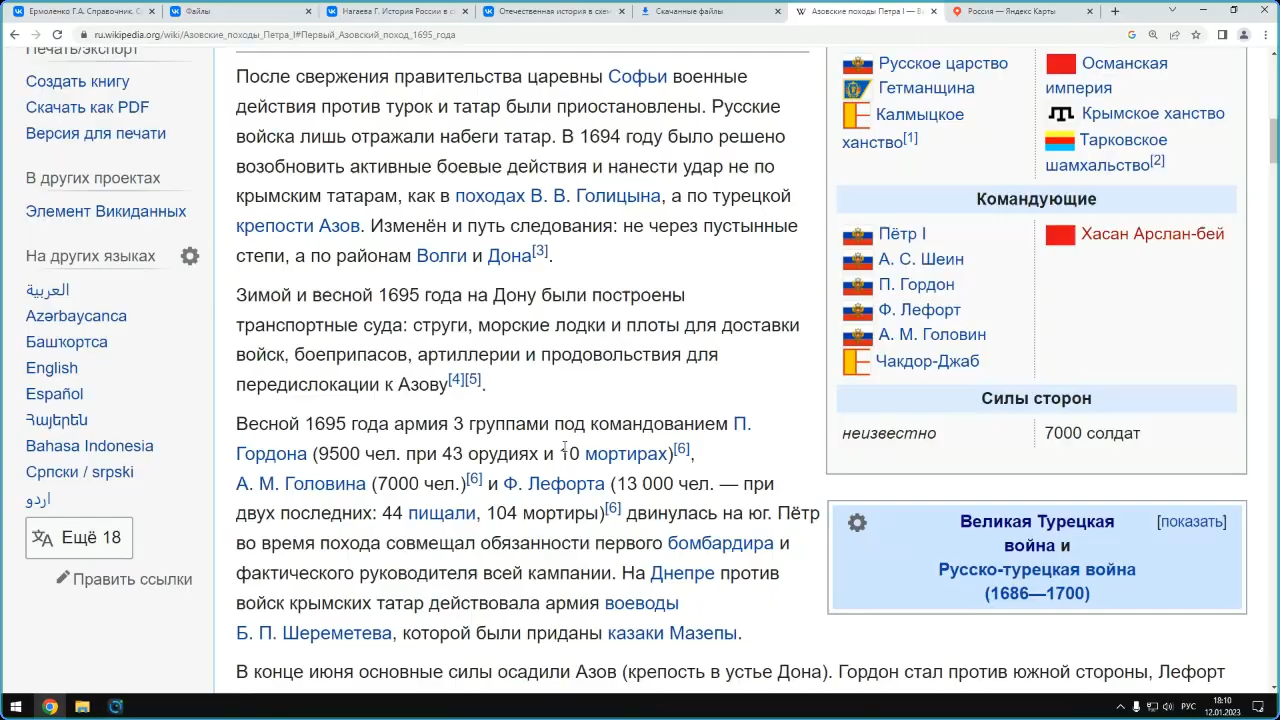 Ермоленко Г.А. Справочник. С
Файлы
Нагаева Г. История России в с
Отечественная история в схем
Скачанные файлы
Азовские походы Петра I — В
Россия — Яндекс Карты
ru.wikipedia.org/wiki/Азовские_походы_Петра_I#Первый_Азовский_поход_1695_года
Печать/экспорт
Создать книгу
Скачать как PDF
Версия для печати
В других проектах
Элемент Викиданных
На других языках
العربية
Azərbaycanca
Башҡортса
English
Español
Հայերեն
Bahasa Indonesia
Српски / srpski
اردو
Ещё 18
Править ссылки
После свержения правительства царевны Софьи военные
действия против турок и татар были приостановлены. Русские
войска лишь отражали набеги татар. В 1694 году было решено
возобновить активные боевые действия и нанести удар не по
крымским татарам, как в походах В. В. Голицына, а по турецкой
крепости Азов. Изменён и путь следования: не через пустынные
степи, а по районам Волги и Дона[3].
Зимой и весной 1695 года на Дону были построены
транспортные суда: струги, морские лодки и плоты для доставки
войск, боеприпасов, артиллерии и продовольствия для
передислокации к Азову[4][5].
Весной 1695 года армия 3 группами под командованием П.
Гордона (9500 чел. при 43 орудиях и 10 мортирах)[6],
А. М. Головина (7000 чел.)[6] и Ф. Лефорта (13 000 чел. — при
двух последних: 44 пищали, 104 мортиры)[6] двинулась на юг. Пётр
во время похода совмещал обязанности первого бомбардира и
фактического руководителя всей кампании. На Днепре против
войск крымских татар действовала армия воеводы
Б. П. Шереметева, которой были приданы казаки Мазепы.
В конце июня основные силы осадили Азов (крепость в устье Дона). Гордон стал против южной стороны, Лефорт
Русское царство
Гетманщина
Калмыцкое
ханство[1]
Османская
империя
Крымское ханство
Тарковское
шамхальство[2]
Командующие
Пётр I
А. С. Шеин
П. Гордон
Ф. Лефорт
А. М. Головин
Чакдор-Джаб
Хасан Арслан-бей
Силы сторон
неизвестно
7000 солдат
Великая Турецкая [показать]
война и
Русско-турецкая война
(1686—1700)
РУС
18:10
12.01.2023